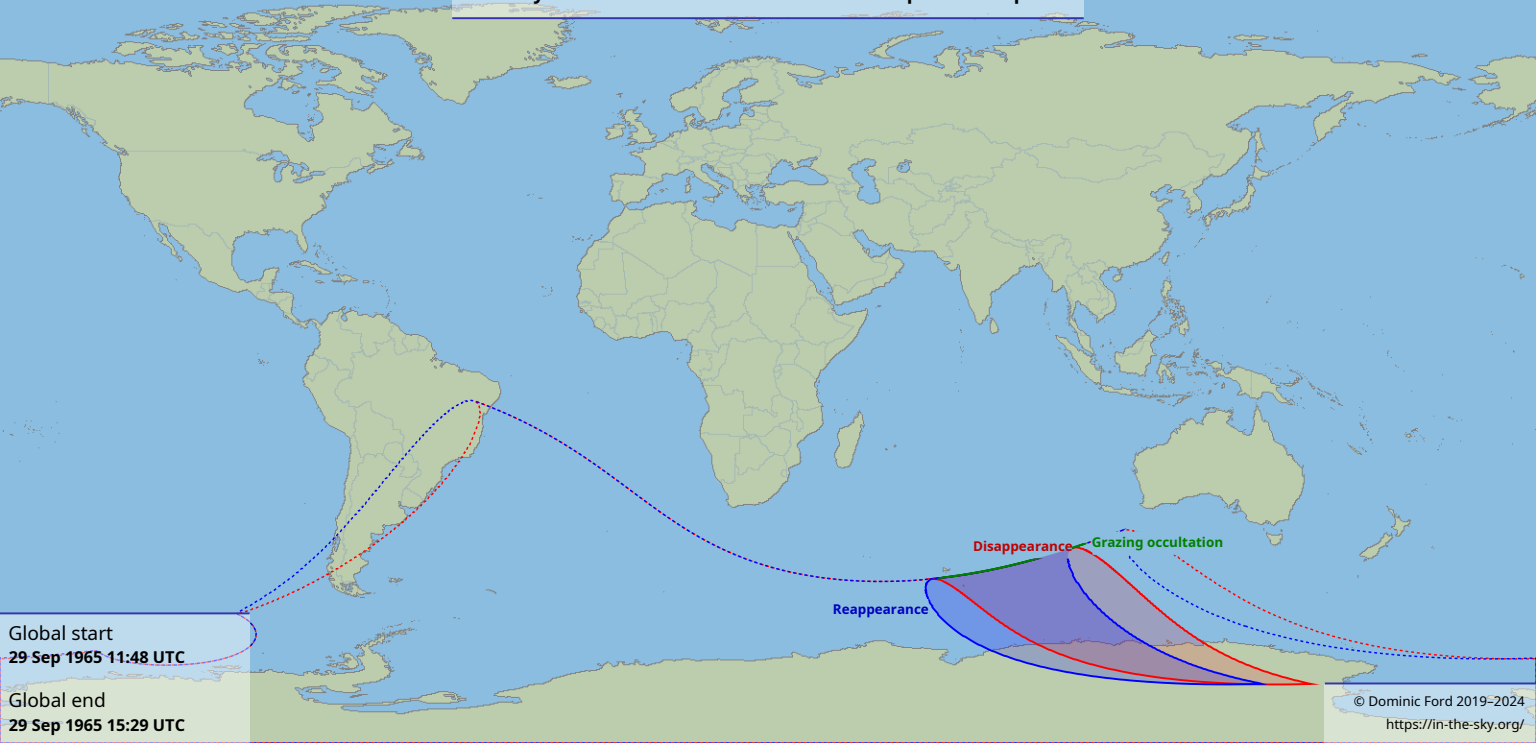 Disappearance
Grazing occultation
Reappearance
Global start
29 Sep 1965 11:48 UTC
Global end
29 Sep 1965 15:29 UTC
© Dominic Ford 2019–2024
https://in-the-sky.org/